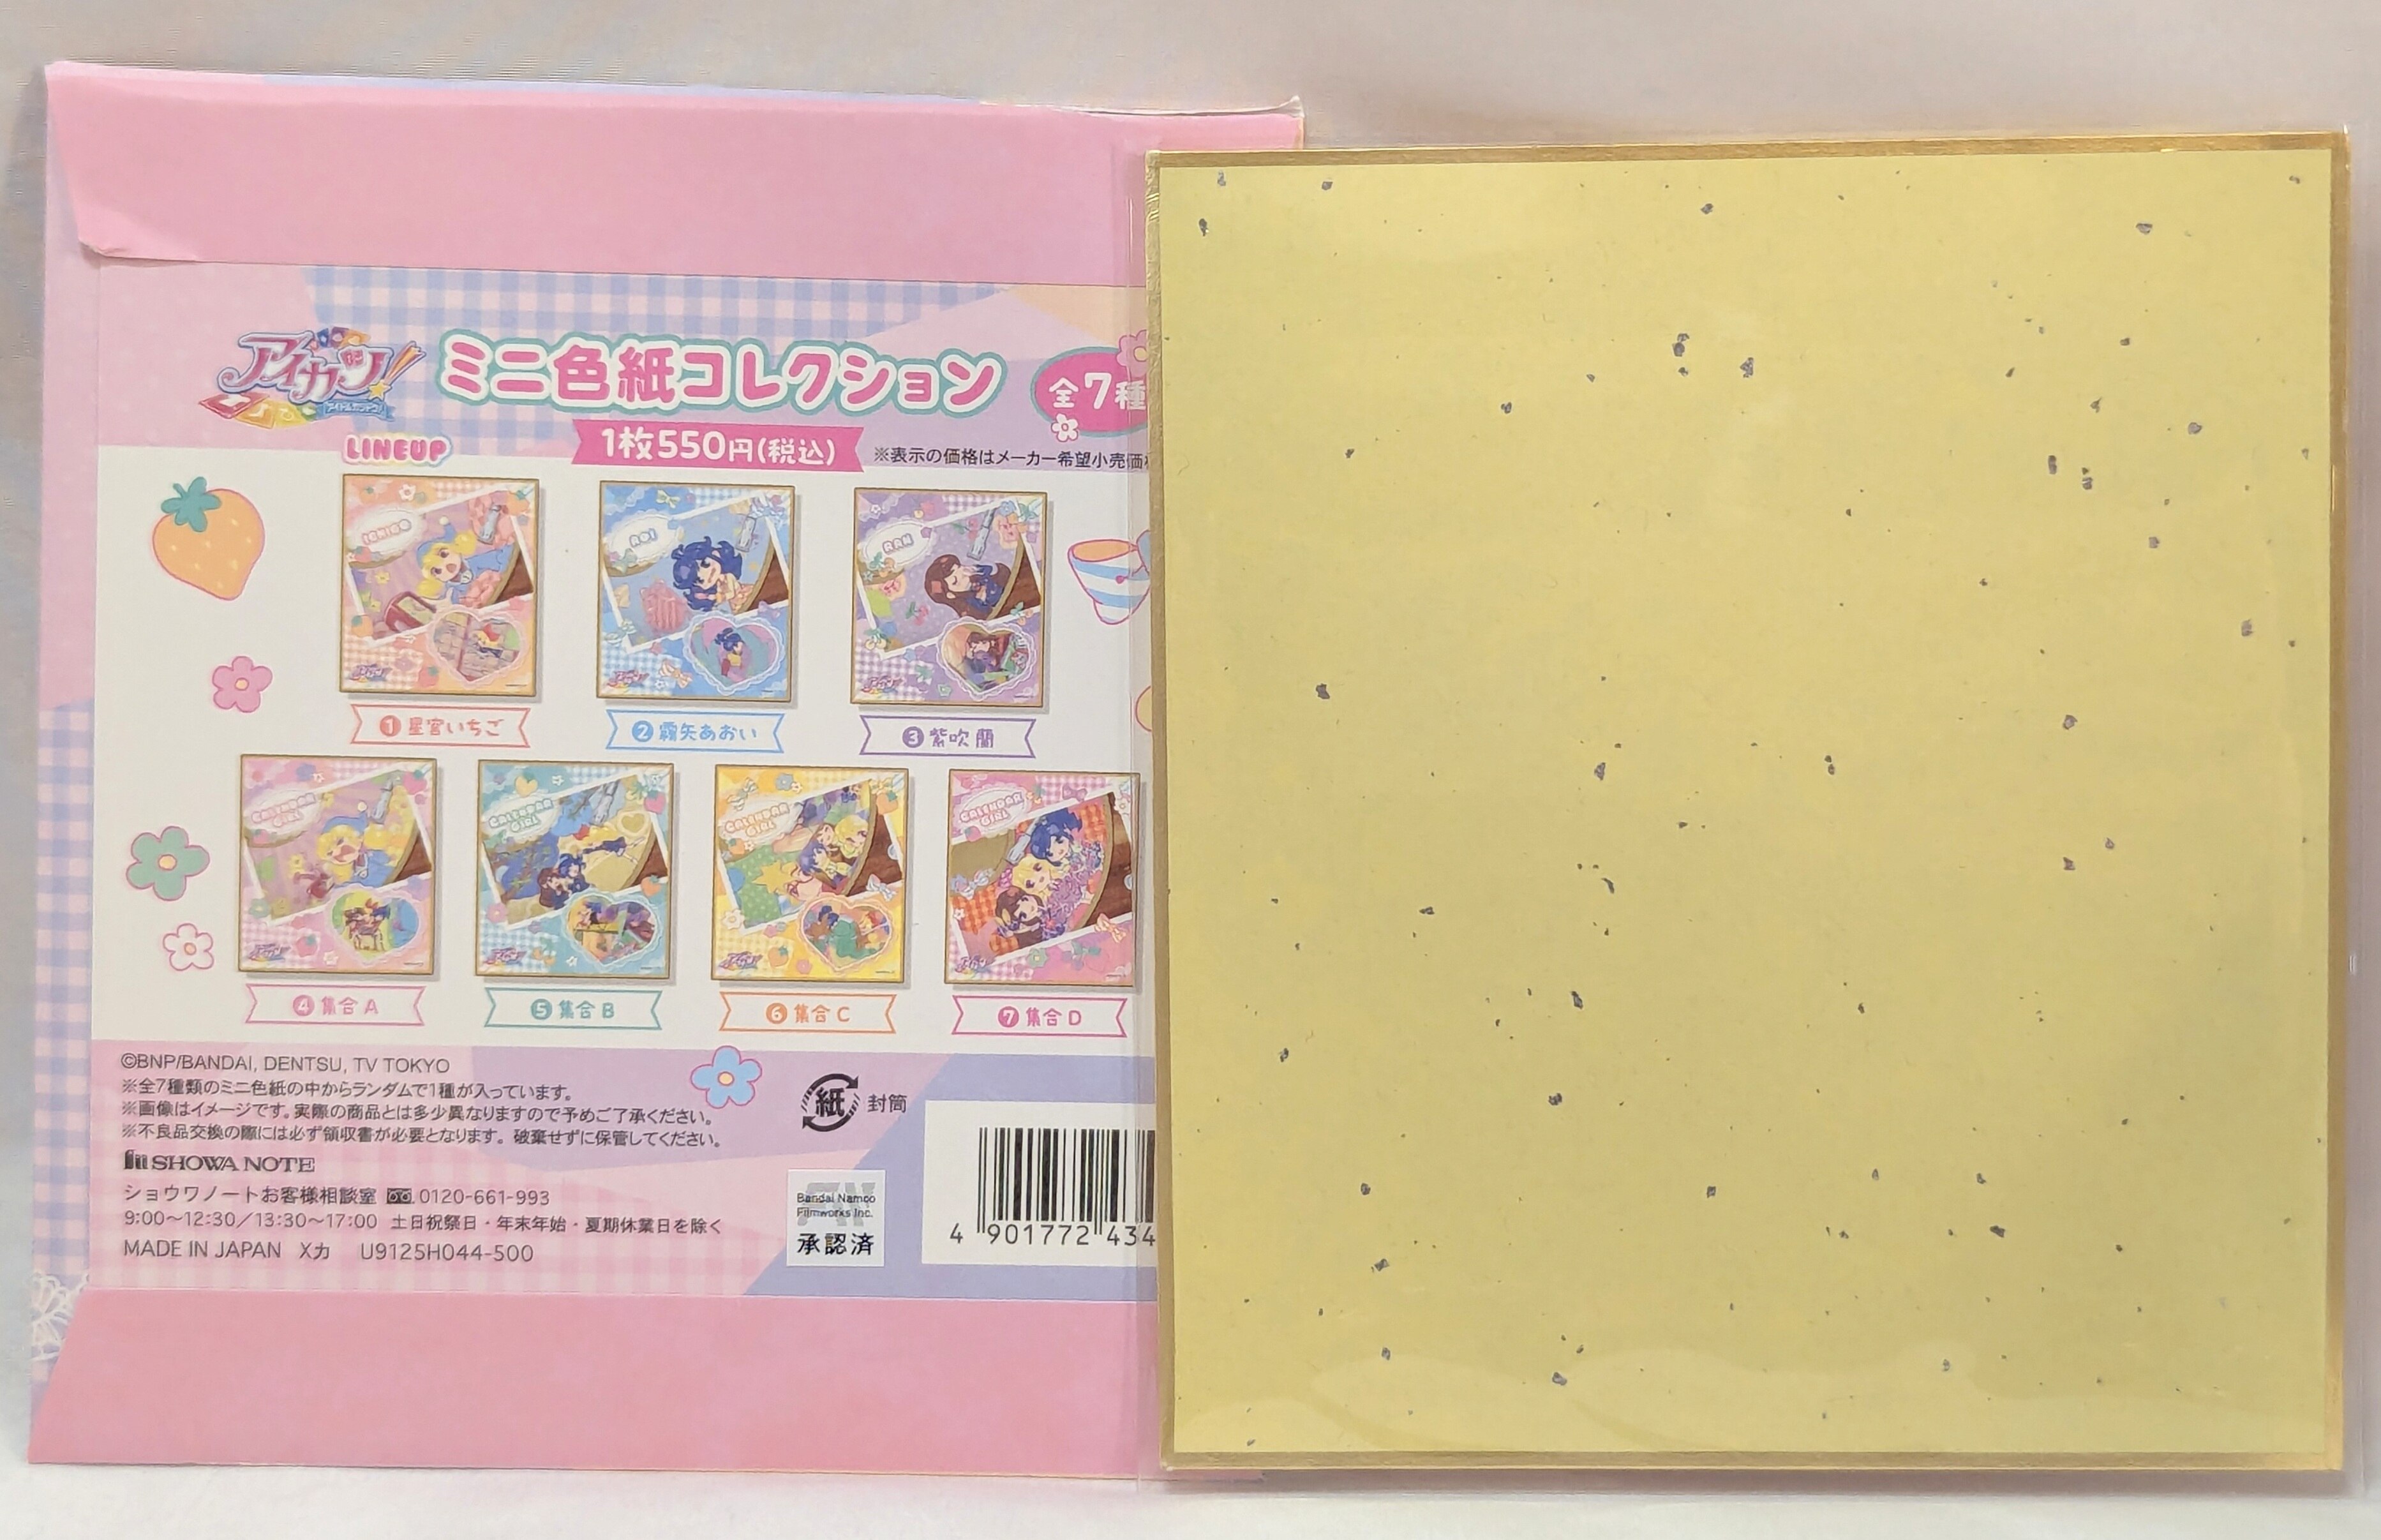 アイカツ!
アイドルカツドウ!
ミニ色紙コレクション
全7種
LINEUP
1枚550円(税込)
※表示の価格はメーカー希望小売価
ICHIGO
AOI
RAN
1 星宮いちご
2 霧矢あおい
3 紫吹 蘭
CALENDAR GIRL
CALENDAR GIRL
CALENDAR GIRL
CALENDAR GIRL
4 集合 A
5 集合 B
6 集合 C
7 集合 D
©BNP/BANDAI, DENTSU, TV TOKYO
※全7種類のミニ色紙の中からランダムで1種が入っています。
※画像はイメージです。実際の商品とは多少異なりますので予めご了承ください。
※不良品交換の際には必ず領収書が必要となります。破棄せずに保管してください。
紙 封筒
SHOWA NOTE
ショウワノートお客様相談室 0120-661-993
9:00〜12:30/13:30〜17:00 土日祝祭日・年末年始・夏期休業日を除く
MADE IN JAPAN Xカ U9125H044-500
Bandai Namco
Filmworks Inc.
承認済
4 901772 434